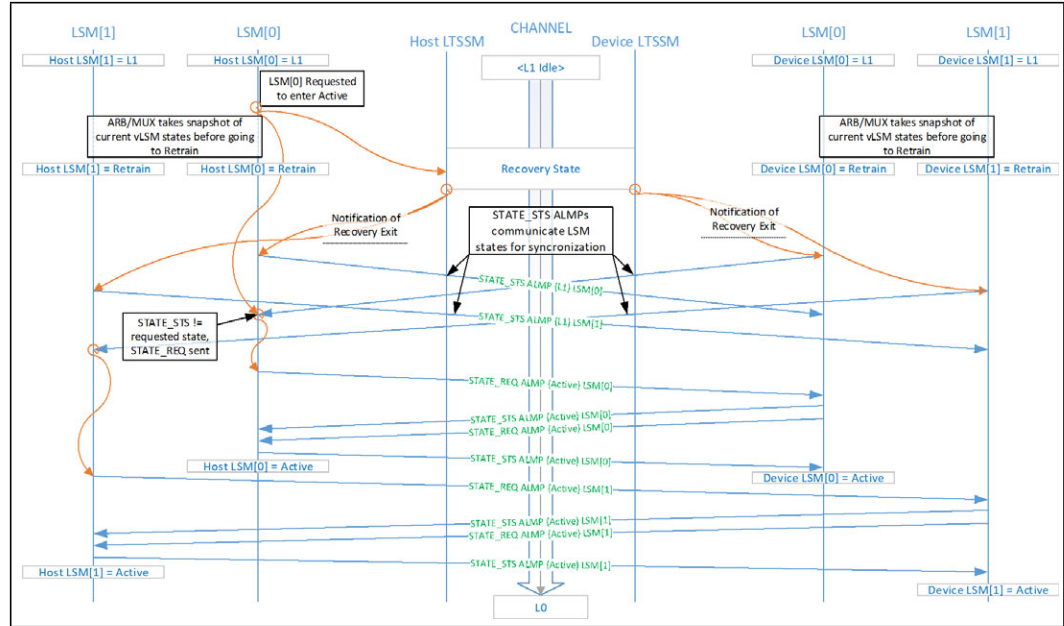 LSM[1]
LSM[0]
Host LTSSM
CHANNEL
Device LTSSM
LSM[0]
LSM[1]
Host LSM[1] = L1
Host LSM[0] = L1
<L1 Idle>
Device LSM[0] = L1
Device LSM[1] = L1
LSM[0] Requested
to enter Active
ARB/MUX takes snapshot of
current vLSM states before going
to Retrain
ARB/MUX takes snapshot of
current vLSM states before going
to Retrain
Host LSM[1] = Retrain
Host LSM[0] = Retrain
Recovery State
Device LSM[0] = Retrain
Device LSM[1] = Retrain
Notification of
Recovery Exit
STATE_STS ALMPs
communicate LSM
states for syncronization
Notification of
Recovery Exit
STATE_STS ALMP {L1} LSM[0]
STATE_STS ALMP {L1} LSM[1]
STATE_STS !=
requested state,
STATE_REQ sent
STATE_REQ ALMP {Active} LSM[0]
STATE_STS ALMP {Active} LSM[0]
STATE_REQ ALMP {Active} LSM[0]
STATE_STS ALMP {Active} LSM[0]
Host LSM[0] = Active
Device LSM[0] = Active
STATE_REQ ALMP {Active} LSM[1]
STATE_STS ALMP {Active} LSM[1]
STATE_REQ ALMP {Active} LSM[1]
STATE_STS ALMP {Active} LSM[1]
Host LSM[1] = Active
Device LSM[1] = Active
L0